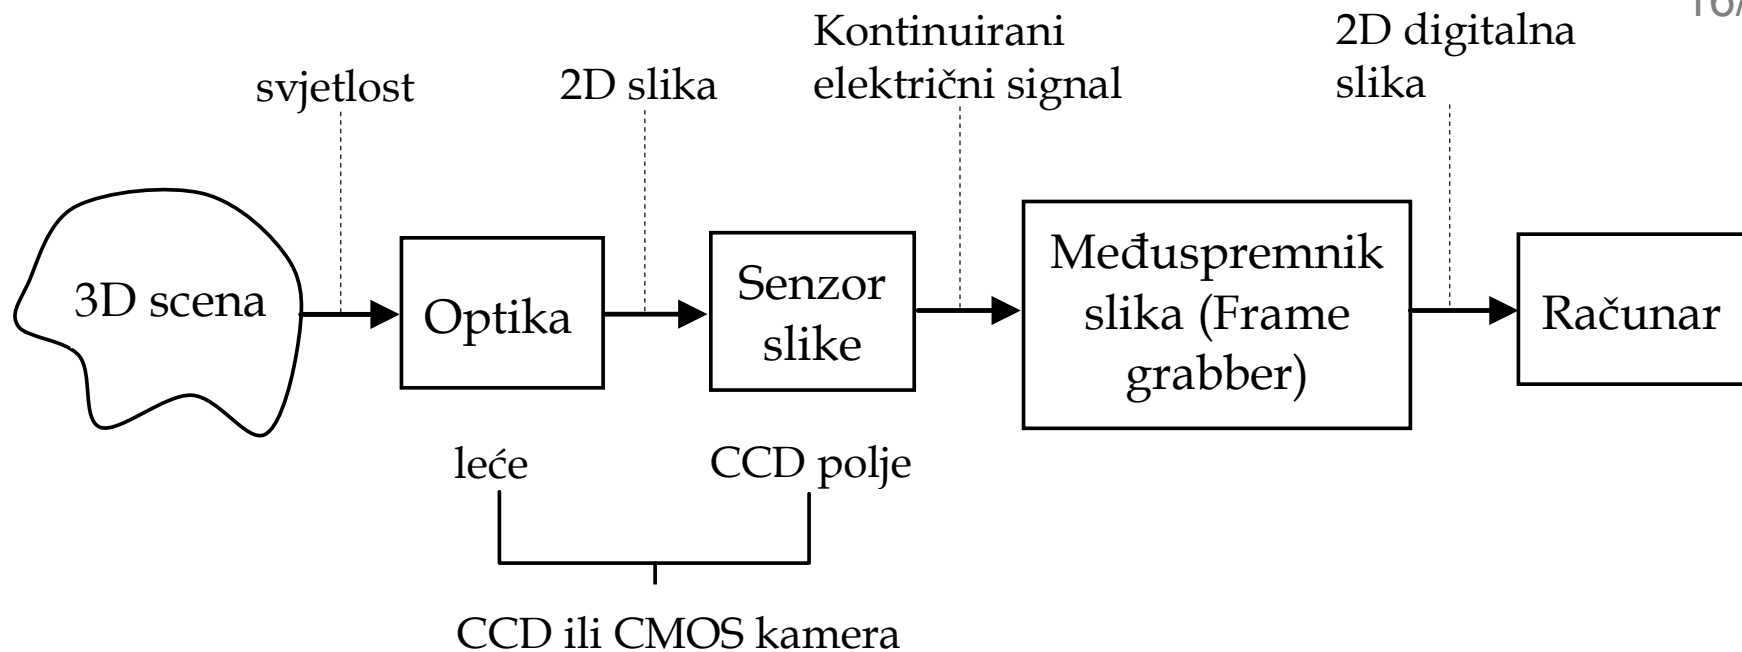 16/
svjetlost
2D slika
Kontinuirani
električni signal
2D digitalna
slika
3D scena
Optika
Senzor
slike
Međuspremnik
slika (Frame
grabber)
Računar
leće
CCD polje
CCD ili CMOS kamera